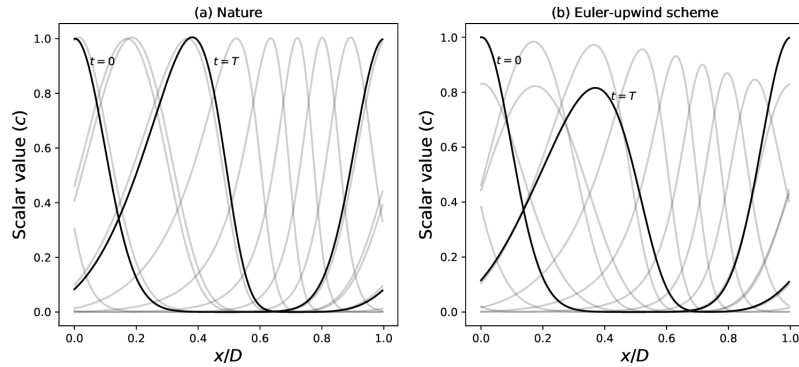 (a) Nature
Scalar value (c)
1.0
0.8
0.6
0.4
0.2
0.0
t = 0
t = T
0.0 0.2 0.4 0.6 0.8 1.0
x/D
(b) Euler-upwind scheme
Scalar value (c)
1.0
0.8
0.6
0.4
0.2
0.0
t = 0
t = T
0.0 0.2 0.4 0.6 0.8 1.0
x/D